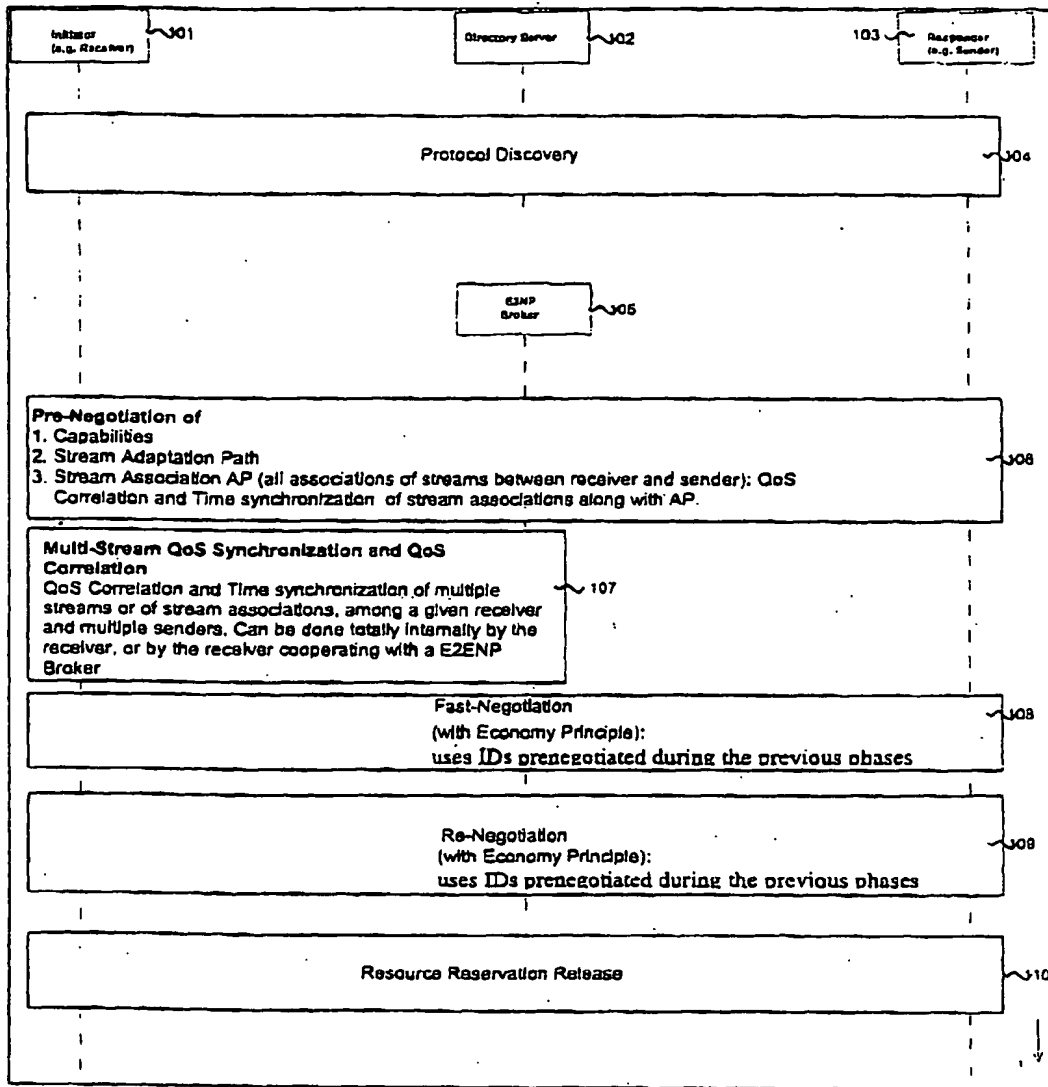 Initiator
(e.g. Receiver)
101
Directory Server
102
103
Responder
(e.g. Sender)
Protocol Discovery
104
E2ENP
Broker
105
Pre-Negotiation of
1. Capabilities
2. Stream Adaptation Path
3. Stream Association AP (all associations of streams between receiver and sender): QoS
Correlation and Time synchronization of stream associations along with AP.
106
Multi-Stream QoS Synchronization and QoS
Correlation
QoS Correlation and Time synchronization of multiple
streams or of stream associations, among a given receiver
and multiple senders. Can be done totally internally by the
receiver, or by the receiver cooperating with a E2ENP
Broker
107
Fast-Negotiation
(with Economy Principle):
uses IDs prenegotiated during the previous phases
108
Re-Negotiation
(with Economy Principle):
uses IDs prenegotiated during the previous phases
109
Resource Reservation Release
110